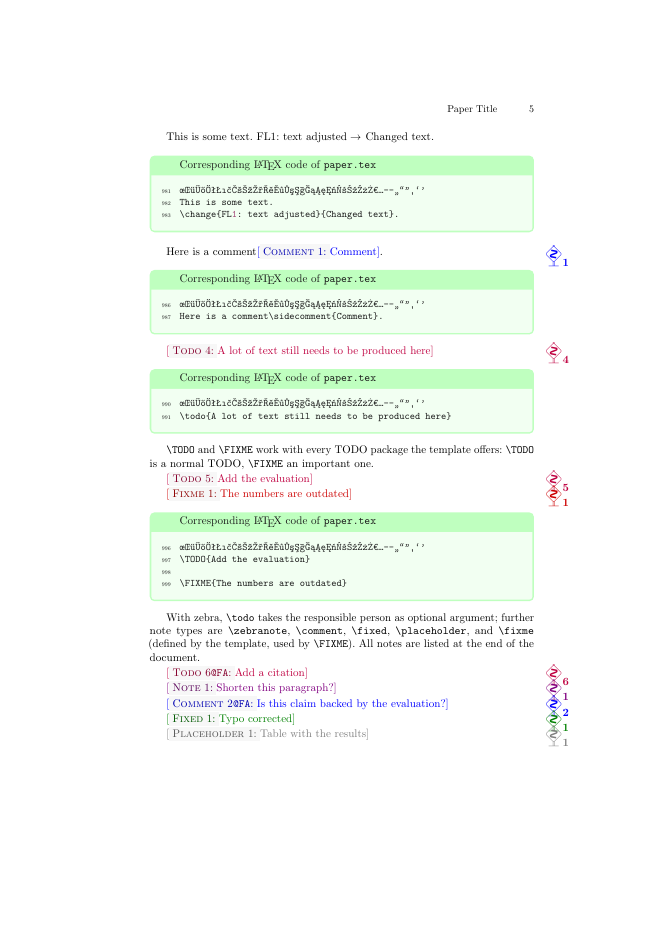 Paper Title 5
This is some text. FL1: text adjusted → Changed text.
Corresponding LATEX code of paper.tex
981
982 This is some text.
983 \change{FL1: text adjusted}{Changed text}.
Here is a comment[ Comment 1: Comment].
1
Corresponding LATEX code of paper.tex
986
987 Here is a comment\sidecomment{Comment}.
[ Todo 4: A lot of text still needs to be produced here]
4
Corresponding LATEX code of paper.tex
990
991 \todo{A lot of text still needs to be produced here}
\TODO and \FIXME work with every TODO package the template offers: \TODO
is a normal TODO, \FIXME an important one.
[ Todo 5: Add the evaluation]
5
[ Fixme 1: The numbers are outdated]
1
Corresponding LATEX code of paper.tex
996
997 \TODO{Add the evaluation}
998
999 \FIXME{The numbers are outdated}
With zebra, \todo takes the responsible person as optional argument; further
note types are \zebranote, \comment, \fixed, \placeholder, and \fixme
(defined by the template, used by \FIXME). All notes are listed at the end of the
document.
[ Todo 6@FA: Add a citation]
6
[ Note 1: Shorten this paragraph?]
1
[ Comment 2@FA: Is this claim backed by the evaluation?]
2
[ Fixed 1: Typo corrected]
1
[ Placeholder 1: Table with the results]
1